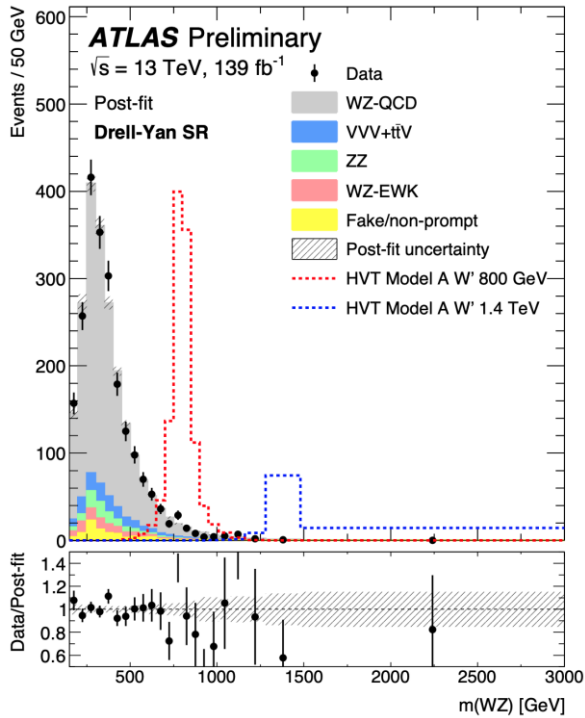 Events / 50 GeV
600
500
400
300
200
100
0
ATLAS Preliminary
√s = 13 TeV, 139 fb⁻¹
Post-fit
Drell-Yan SR
Data
WZ-QCD
VVV+tt̄V
ZZ
WZ-EWK
Fake/non-prompt
Post-fit uncertainty
HVT Model A W' 800 GeV
HVT Model A W' 1.4 TeV
Data/Post-fit
1.4
1.2
1
0.8
0.6
500 1000 1500 2000 2500 3000
m(WZ) [GeV]